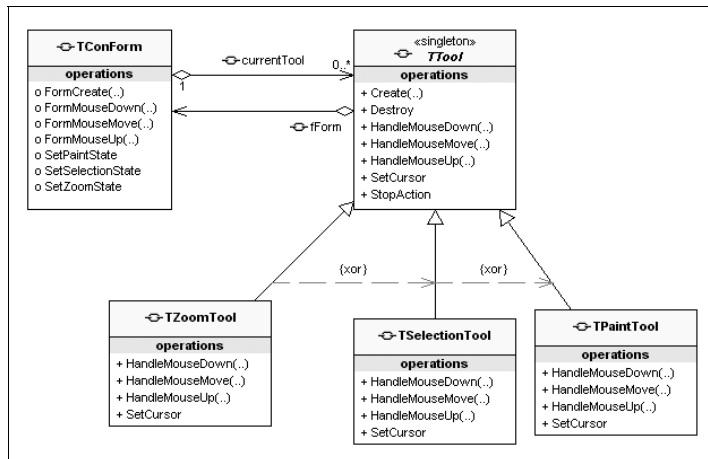 TConForm
operations
o FormCreate(..)
o FormMouseDown(..)
o FormMouseMove(..)
o FormMouseUp(..)
o SetPaintState
o SetSelectionState
o SetZoomState
currentTool
1
0..*
fForm
«singleton»
TTool
operations
+ Create(..)
+ Destroy
+ HandleMouseDown(..)
+ HandleMouseMove(..)
+ HandleMouseUp(..)
+ SetCursor
+ StopAction
{xor}
{xor}
TZoomTool
operations
+ HandleMouseDown(..)
+ HandleMouseMove(..)
+ HandleMouseUp(..)
+ SetCursor
TSelectionTool
operations
+ HandleMouseDown(..)
+ HandleMouseMove(..)
+ HandleMouseUp(..)
+ SetCursor
TPaintTool
operations
+ HandleMouseDown(..)
+ HandleMouseMove(..)
+ HandleMouseUp(..)
+ SetCursor